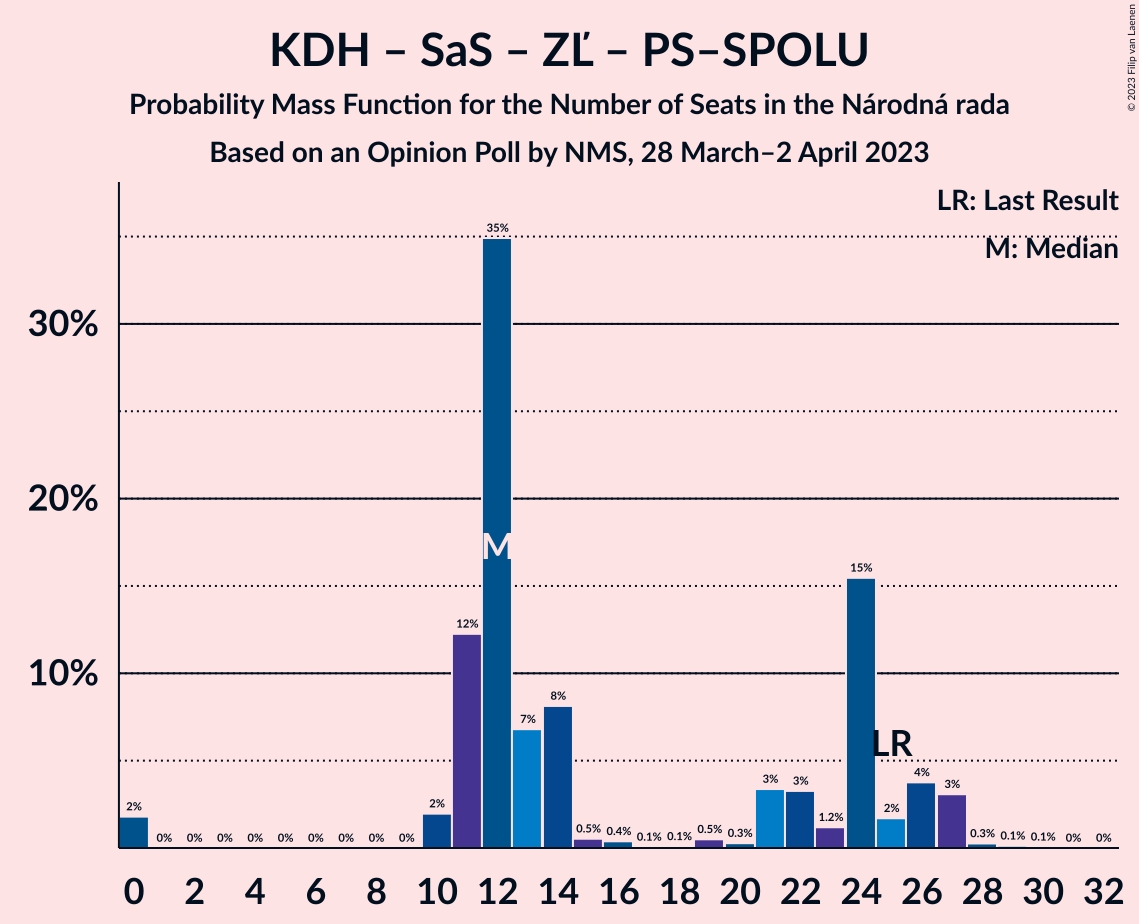 KDH – SaS – ZĽ – PS–SPOLU
Probability Mass Function for the Number of Seats in the Národná rada
Based on an Opinion Poll by NMS, 28 March–2 April 2023
© 2023 Filip van Laenen
LR: Last Result
M: Median
30%
20%
10%
2% 0% 0% 0% 0% 0% 0% 0% 0% 0% 2% 12% 35% 7% 8% 0.5% 0.4% 0.1% 0.1% 0.5% 0.3% 3% 3% 1.2% 15% 2% 4% 3% 0.3% 0.1% 0.1% 0% 0%
M
LR
0 2 4 6 8 10 12 14 16 18 20 22 24 26 28 30 32